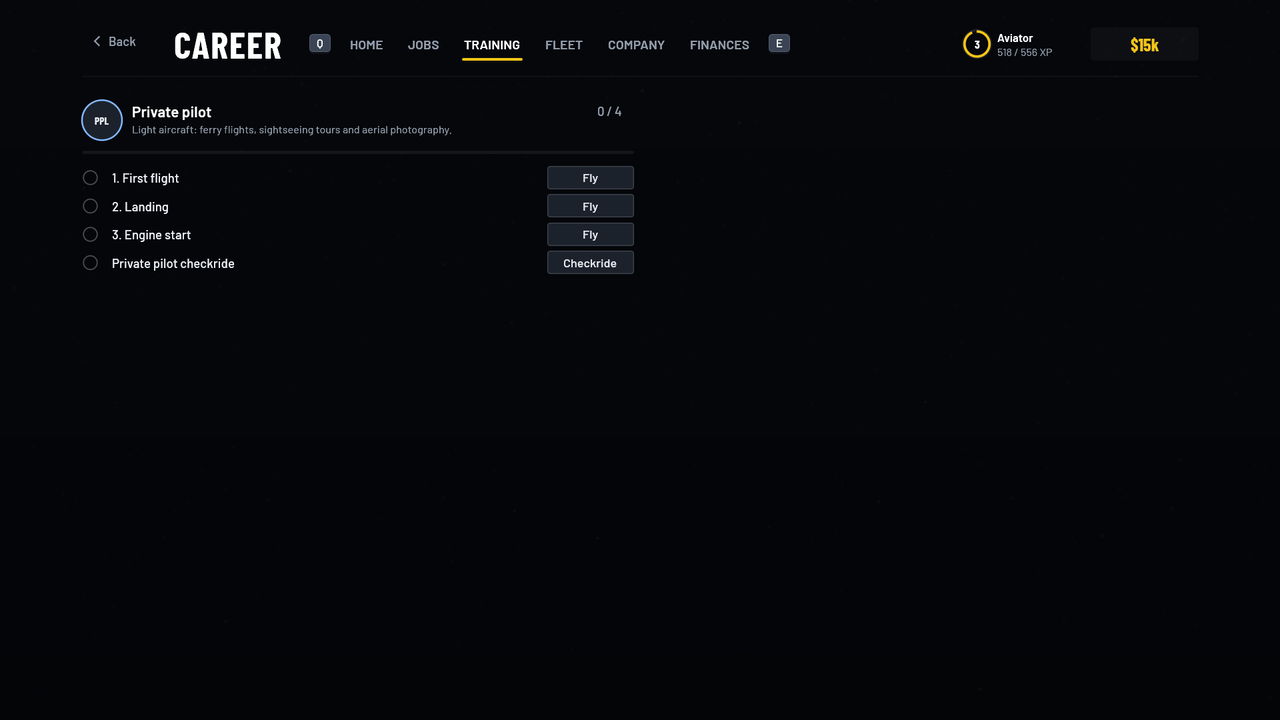 Back
CAREER
Q
HOME
JOBS
TRAINING
FLEET
COMPANY
FINANCES
E
3
Aviator
518 / 556 XP
$15k
PPL
Private pilot
0 / 4
Light aircraft: ferry flights, sightseeing tours and aerial photography.
1. First flight
Fly
2. Landing
Fly
3. Engine start
Fly
Private pilot checkride
Checkride